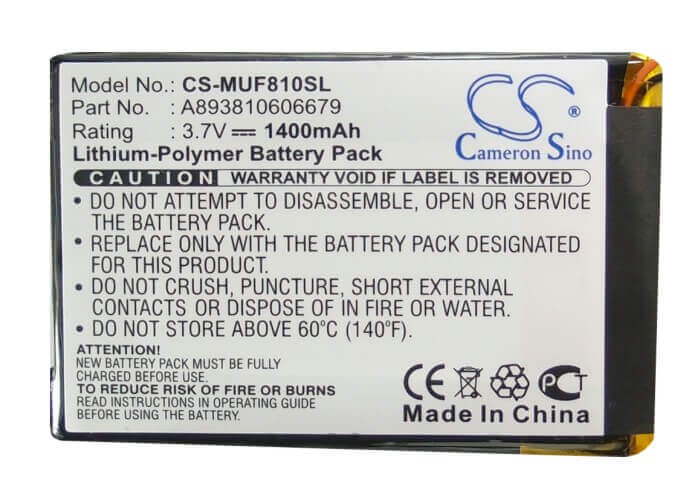 Model No.: CS-MUF810SL
Part No. : A893810606679
Rating : 3.7V 1400mAh
Lithium-Polymer Battery Pack
CS ®
Cameron Sino
CAUTION WARRANTY VOID IF LABEL IS REMOVED
• DO NOT ATTEMPT TO DISASSEMBLE, OPEN OR SERVICE
THE BATTERY PACK.
• REPLACE ONLY WITH THE BATTERY PACK DESIGNATED
FOR THIS PRODUCT.
• DO NOT CRUSH, PUNCTURE, SHORT EXTERNAL CONTACTS
OR DISPOSE OF IN FIRE OR WATER.
• DO NOT STORE ABOVE 60°C (140°F).
ATTENTION!
NEW BATTERY PACK MUST BE FULLY
CHARGED BEFORE USE.
TO REDUCE RISK OF FIRE OR BURNS
READ INSTRUCTIONS IN OPERATING GUIDE BEFORE USE.
CE Pb
Made In China